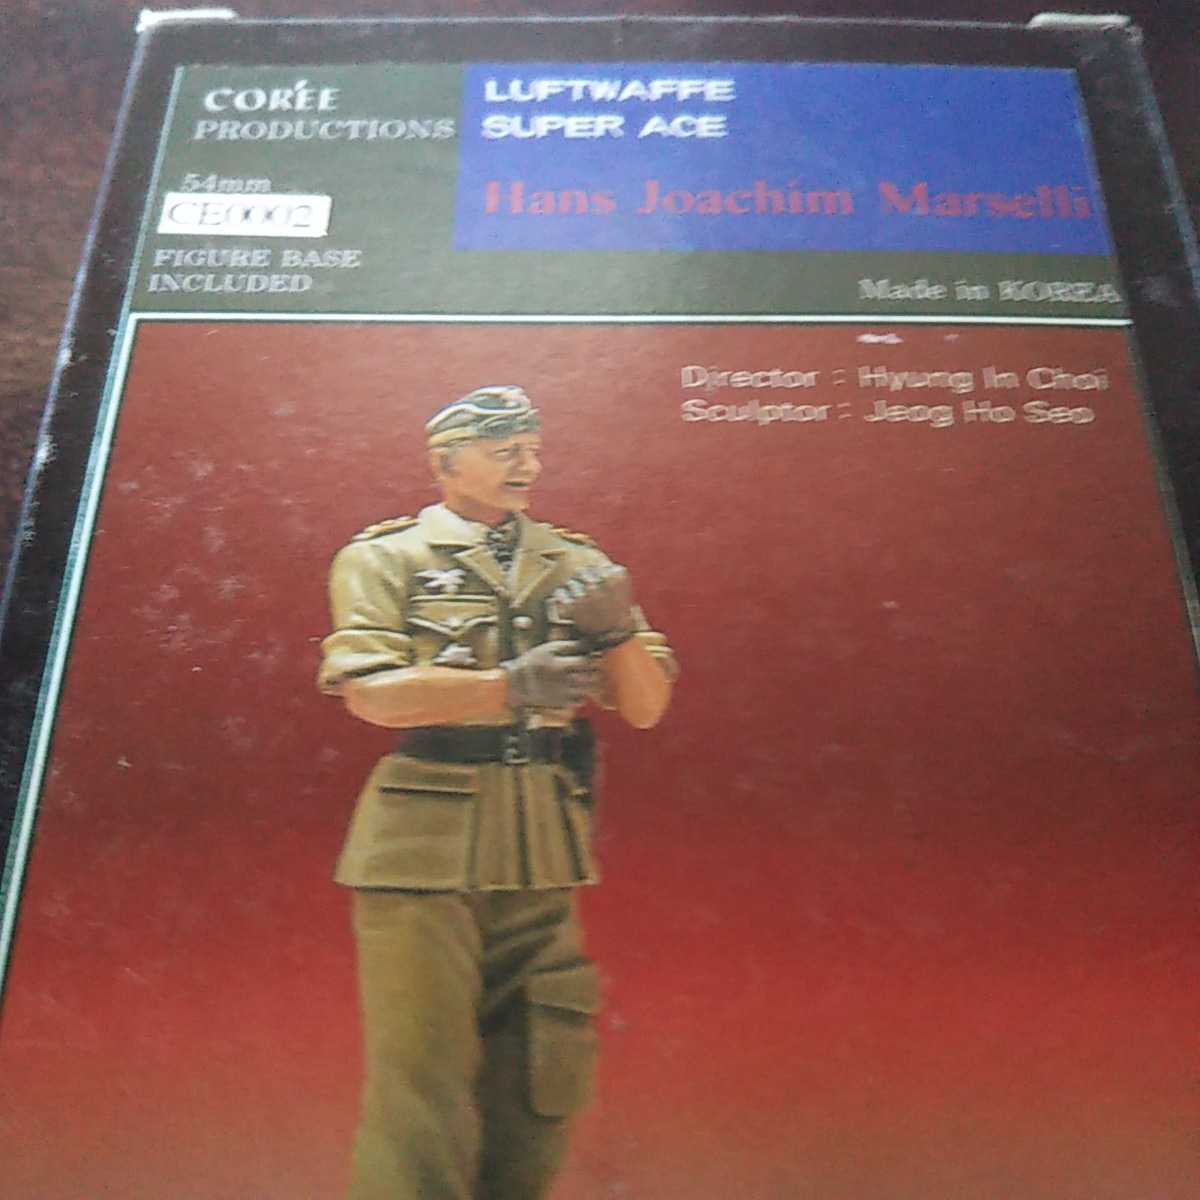 CORÉE
PRODUCTIONS
54mm
CE0002
FIGURE BASE
INCLUDED
LUFTWAFFE
SUPER ACE
Hans Joachim Marselli
Made in KOREA
Director : Hyung In Choi
Sculptor : Jeog Ho Seo